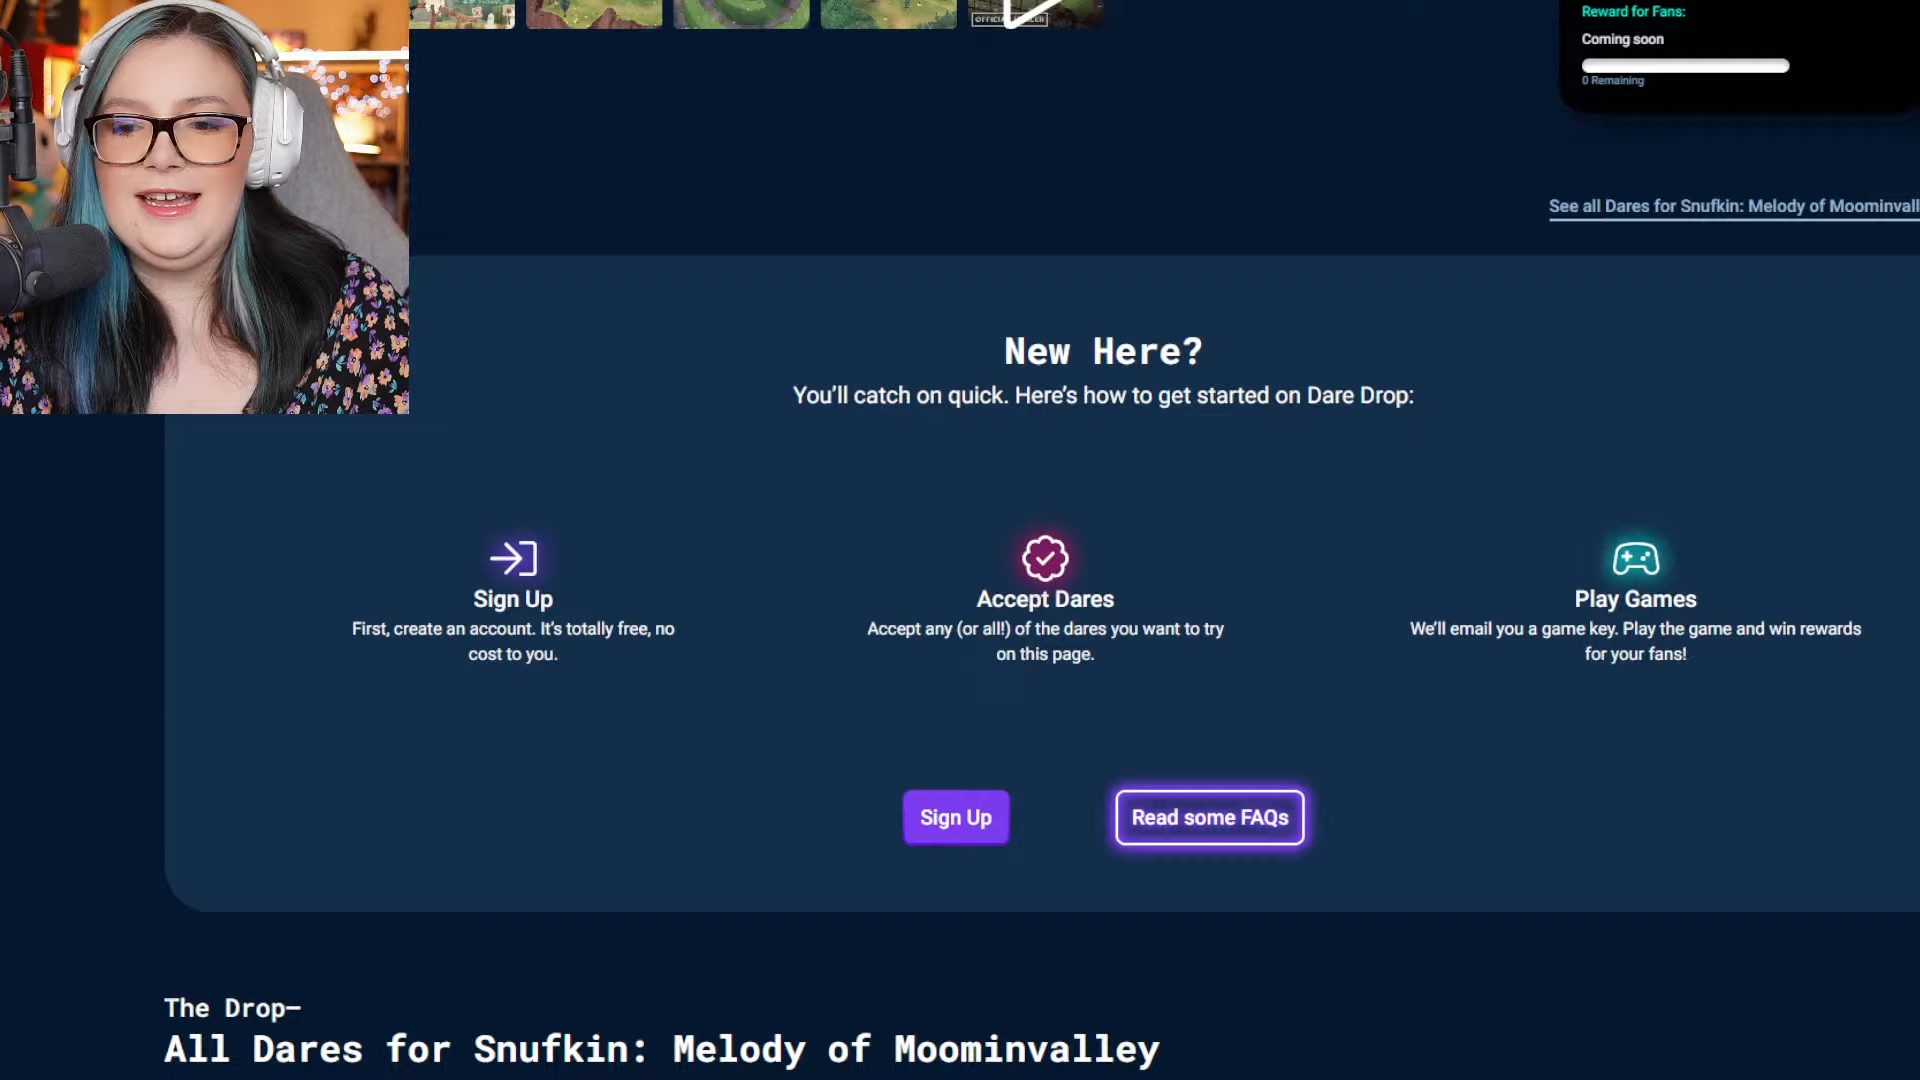 OFFICIAL
Reward for Fans:
Coming soon
0 Remaining
See all Dares for Snufkin: Melody of
New Here?
You'll catch on quick. Here's how to get started on Dare Drop:
Sign Up
First, create an account. It's totally free, no
cost to you.
Accept Dares
Accept any (or all!) of the dares you want to try
on this page.
Play Games
We'll email you a game key. Play the game and win rewards
for your fans!
Sign Up
Read some FAQs
The Drop—
All Dares for Snufkin: Melody of Moominvalley